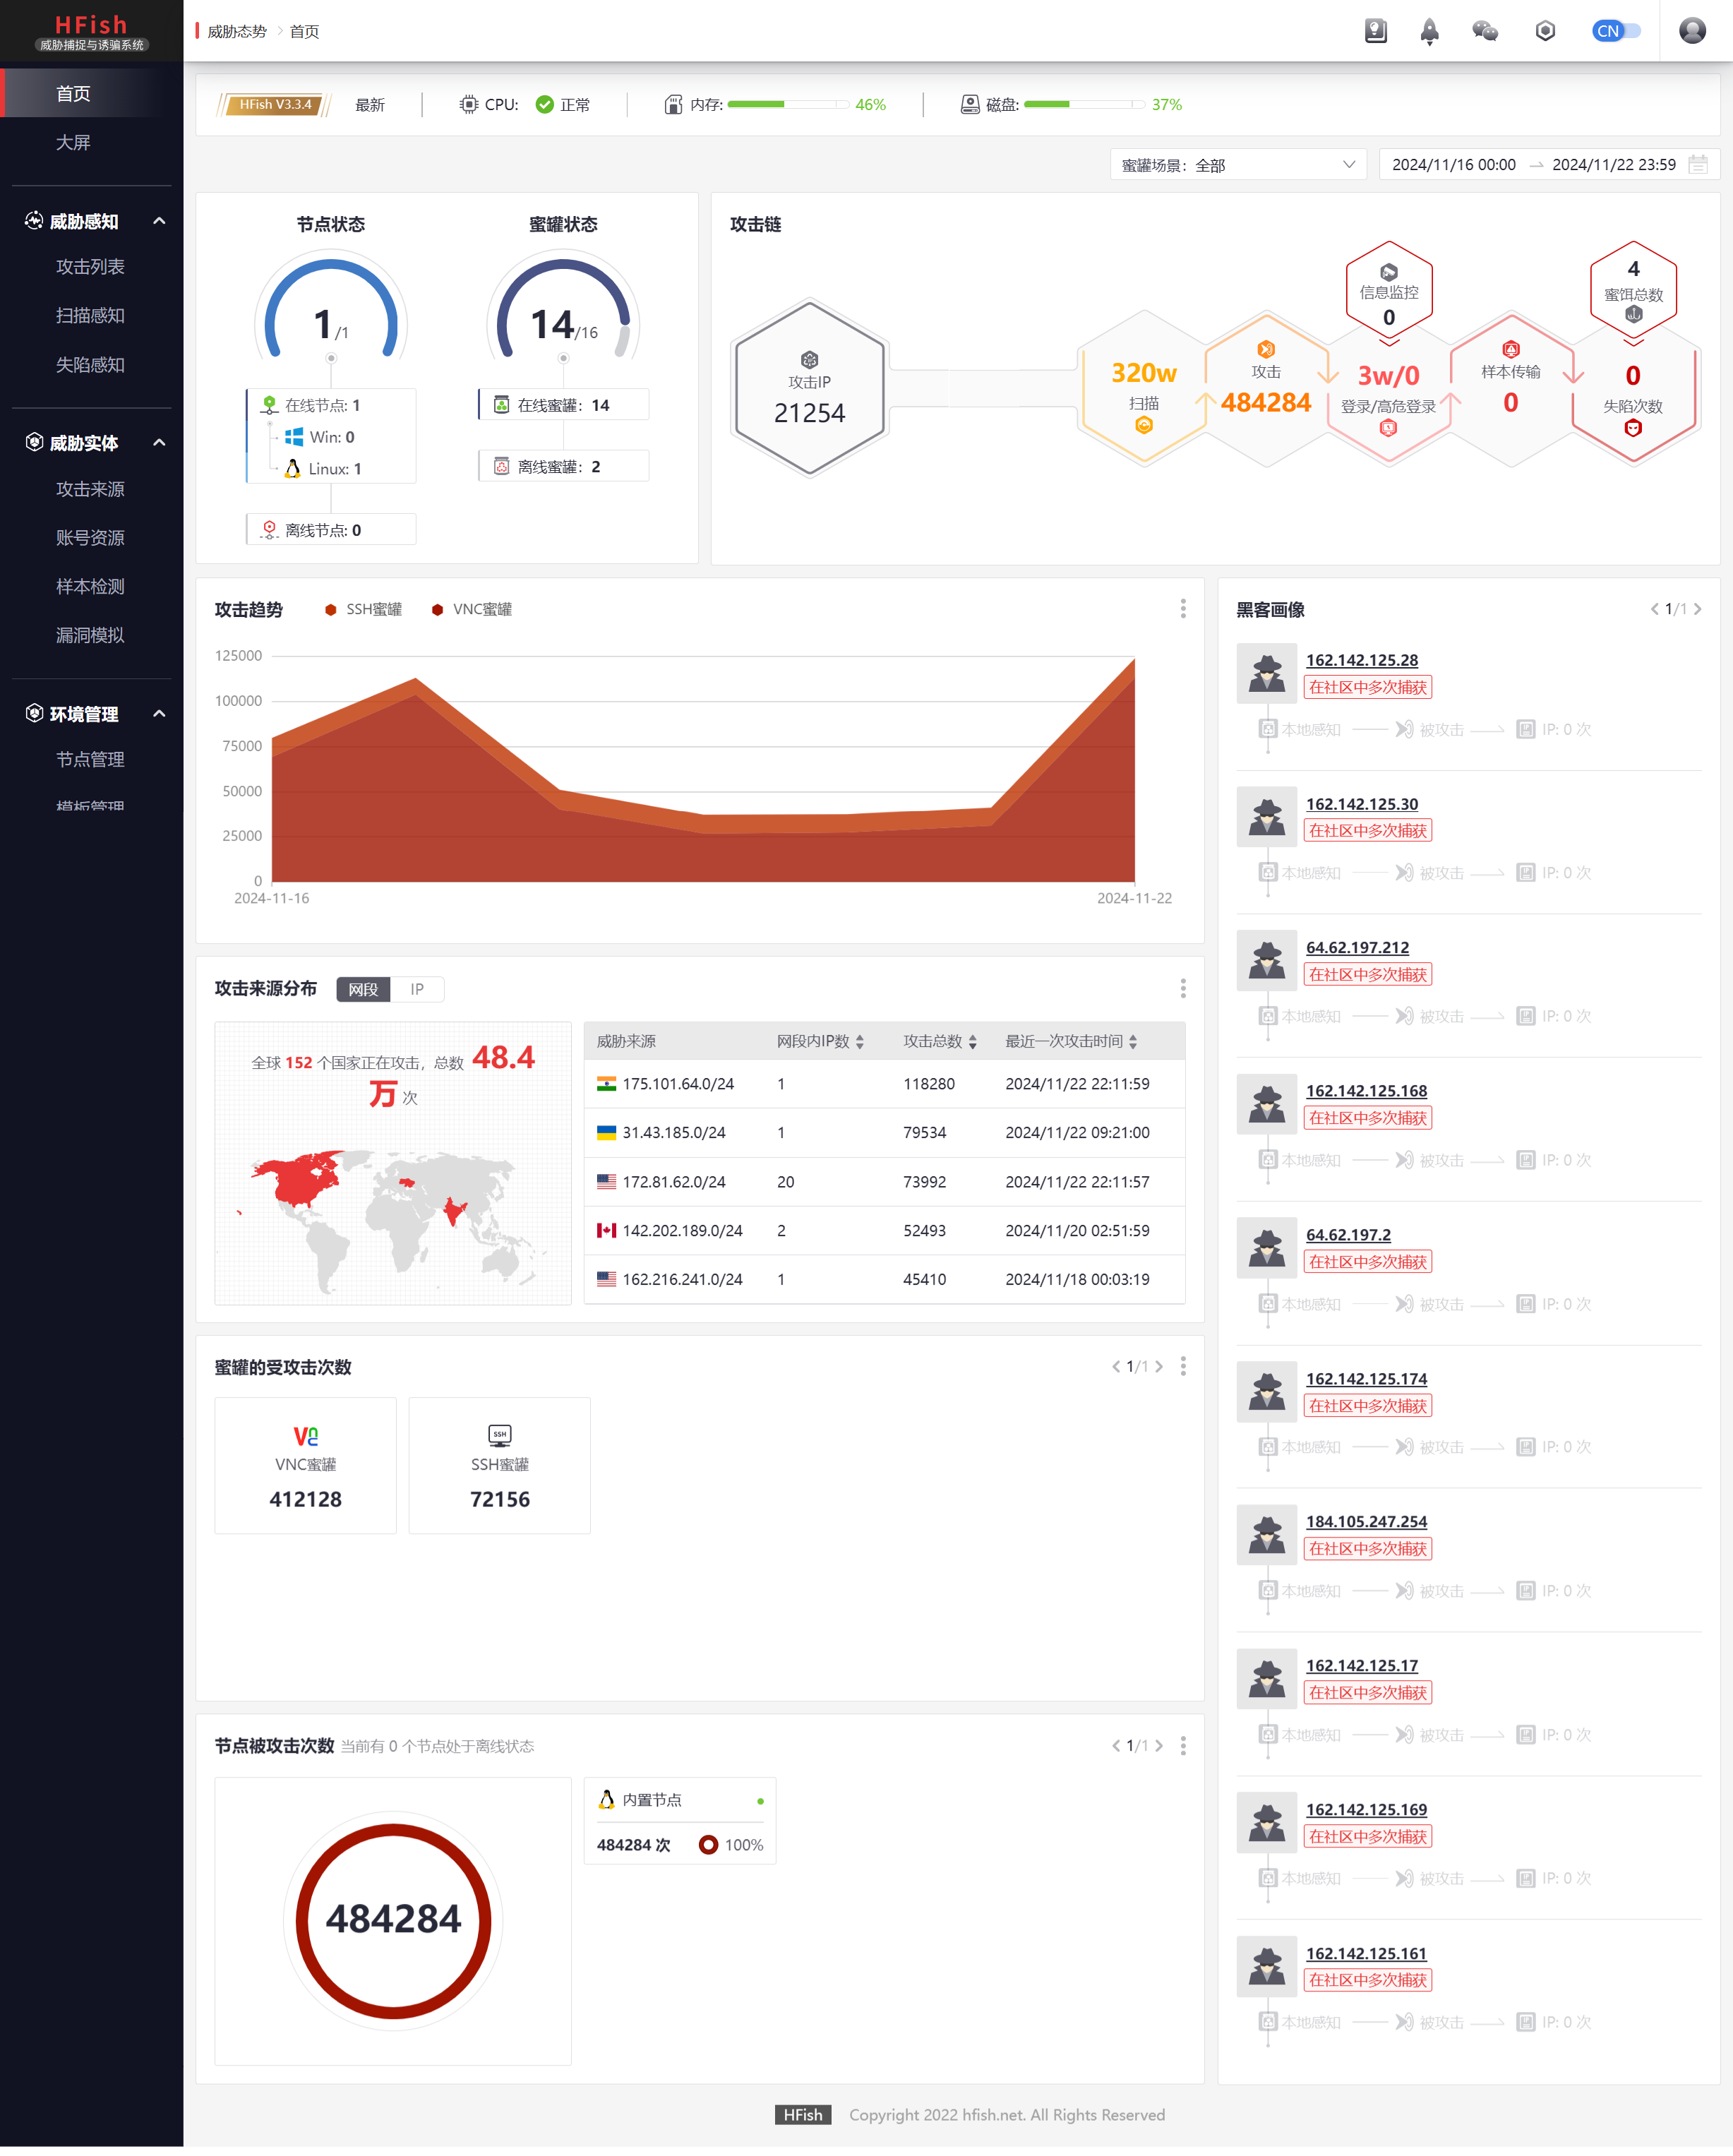 HFish
威胁捕捉与诱骗系统
首页
大屏
威胁感知
攻击列表
扫描感知
失陷感知
威胁实体
攻击来源
账号资源
样本检测
漏洞模拟
环境管理
节点管理
模板管理
威胁态势 > 首页
CN
HFish V3.3.4 最新 CPU: 正常 内存: 46% 磁盘: 37%
蜜罐场景: 全部 2024/11/16 00:00 → 2024/11/22 23:59
节点状态
1/1
在线节点: 1
Win: 0
Linux: 1
离线节点: 0
蜜罐状态
14/16
在线蜜罐: 14
离线蜜罐: 2
攻击链
攻击IP
21254
320w
扫描
攻击
484284
信息监控
0
3w/0
登录/高危登录
样本传输
0
4
蜜饵总数
0
失陷次数
攻击趋势 SSH蜜罐 VNC蜜罐
125000
100000
75000
50000
25000
0
2024-11-16 2024-11-22
攻击来源分布 网段 IP
全球 152 个国家正在攻击，总数 48.4
万 次
威胁来源 网段内IP数 攻击总数 最近一次攻击时间
175.101.64.0/24 1 118280 2024/11/22 22:11:59
31.43.185.0/24 1 79534 2024/11/22 09:21:00
172.81.62.0/24 20 73992 2024/11/22 22:11:57
142.202.189.0/24 2 52493 2024/11/20 02:51:59
162.216.241.0/24 1 45410 2024/11/18 00:03:19
蜜罐的受攻击次数 < 1/1 >
VNC蜜罐
412128
SSH
SSH蜜罐
72156
节点被攻击次数 当前有 0 个节点处于离线状态 < 1/1 >
484284
内置节点
484284 次 100%
黑客画像 < 1/1 >
162.142.125.28
在社区中多次捕获
本地感知 被攻击 IP: 0 次
162.142.125.30
在社区中多次捕获
本地感知 被攻击 IP: 0 次
64.62.197.212
在社区中多次捕获
本地感知 被攻击 IP: 0 次
162.142.125.168
在社区中多次捕获
本地感知 被攻击 IP: 0 次
64.62.197.2
在社区中多次捕获
本地感知 被攻击 IP: 0 次
162.142.125.174
在社区中多次捕获
本地感知 被攻击 IP: 0 次
184.105.247.254
在社区中多次捕获
本地感知 被攻击 IP: 0 次
162.142.125.17
在社区中多次捕获
本地感知 被攻击 IP: 0 次
162.142.125.169
在社区中多次捕获
本地感知 被攻击 IP: 0 次
162.142.125.161
在社区中多次捕获
本地感知 被攻击 IP: 0 次
HFish Copyright 2022 hfish.net. All Rights Reserved